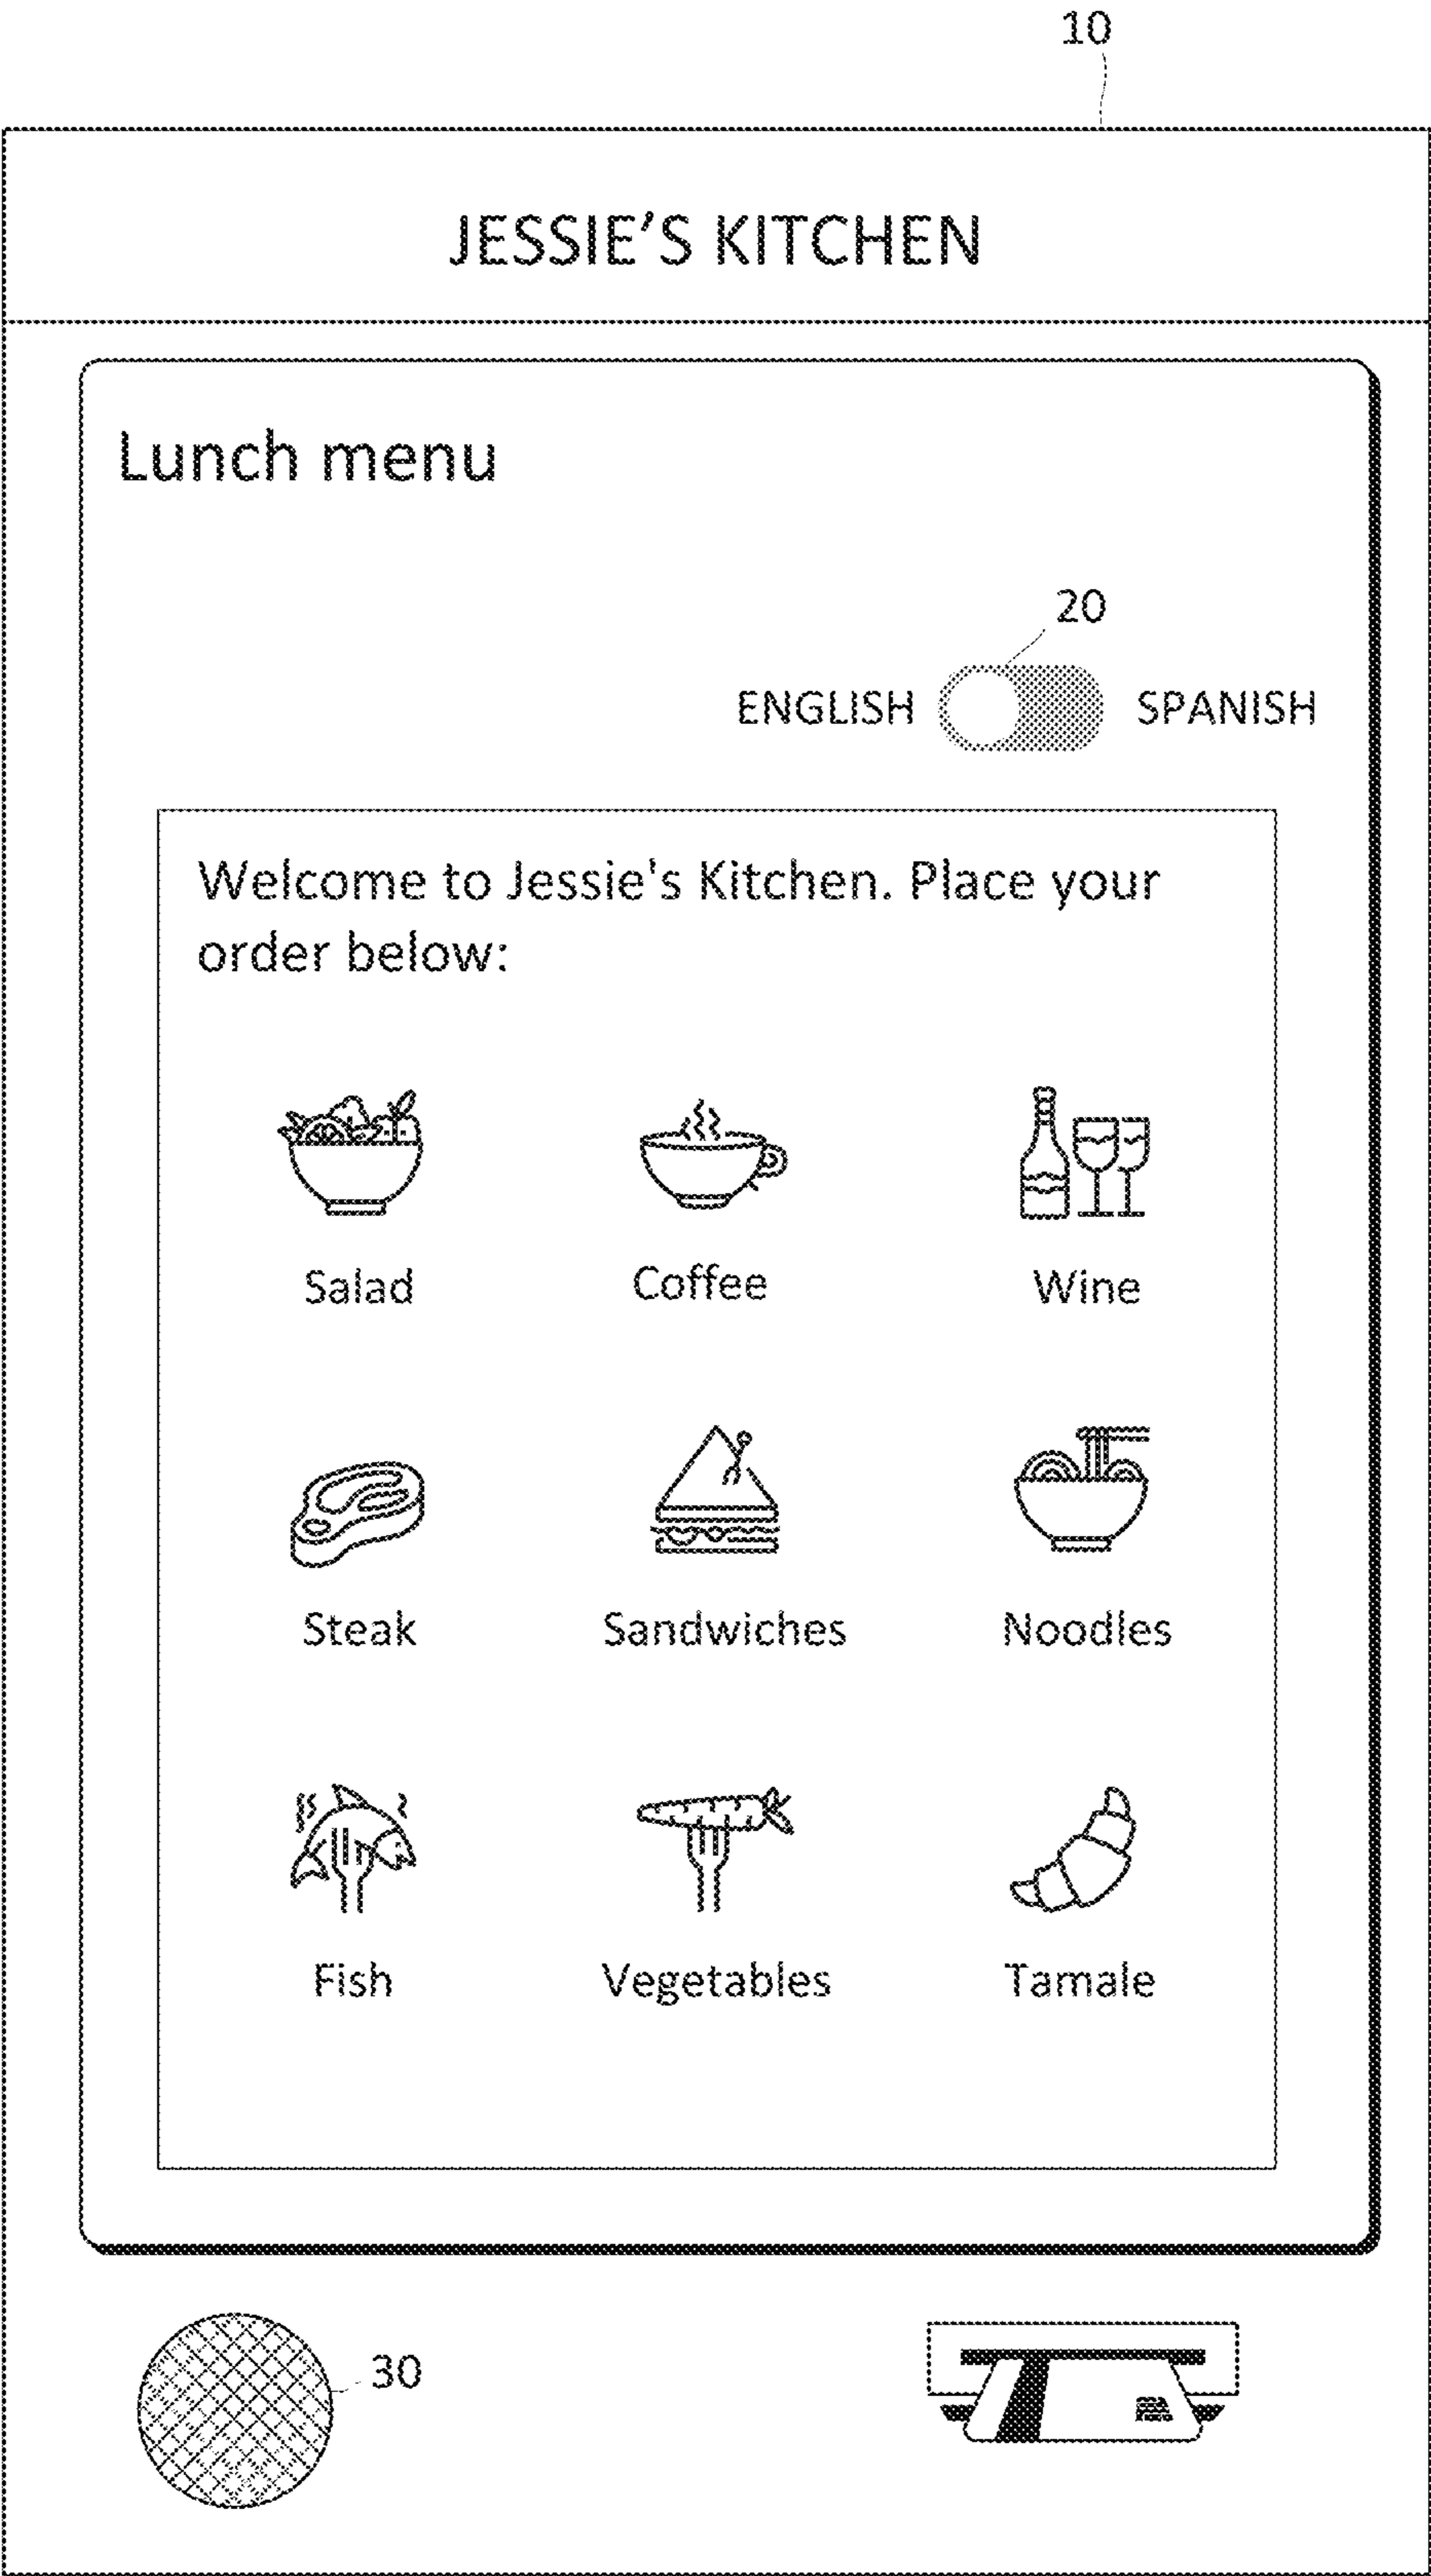 10
JESSIE’S KITCHEN
Lunch menu
20
ENGLISH SPANISH
Welcome to Jessie's Kitchen. Place your
order below:
Salad Coffee Wine
Steak Sandwiches Noodles
Fish Vegetables Tamale
30